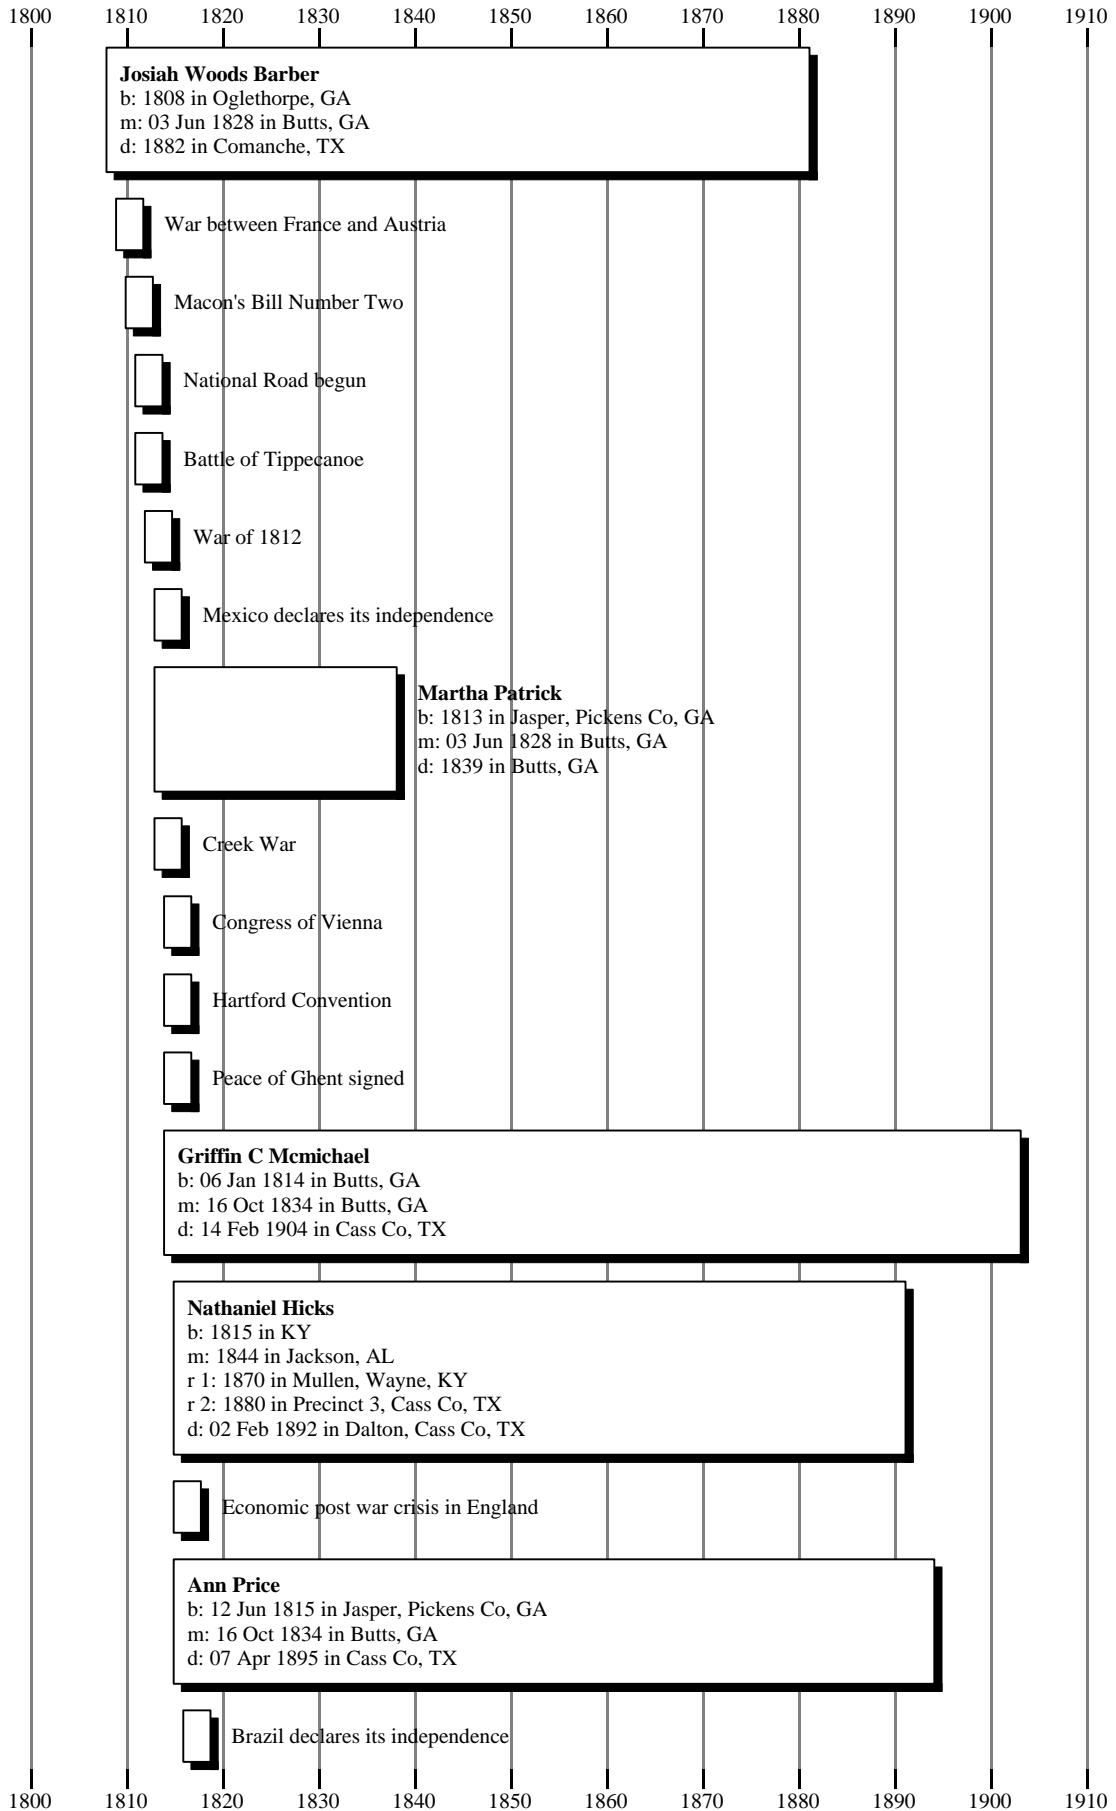 1800 1810 1820 1830 1840 1850 1860 1870 1880 1890 1900 1910
Josiah Woods Barber
b: 1808 in Oglethorpe, GA
m: 03 Jun 1828 in Butts, GA
d: 1882 in Comanche, TX
War between France and Austria
Macon's Bill Number Two
National Road begun
Battle of Tippecanoe
War of 1812
Mexico declares its independence
Martha Patrick
b: 1813 in Jasper, Pickens Co, GA
m: 03 Jun 1828 in Butts, GA
d: 1839 in Butts, GA
Creek War
Congress of Vienna
Hartford Convention
Peace of Ghent signed
Griffin C Mcmichael
b: 06 Jan 1814 in Butts, GA
m: 16 Oct 1834 in Butts, GA
d: 14 Feb 1904 in Cass Co, TX
Nathaniel Hicks
b: 1815 in KY
m: 1844 in Jackson, AL
r 1: 1870 in Mullen, Wayne, KY
r 2: 1880 in Precinct 3, Cass Co, TX
d: 02 Feb 1892 in Dalton, Cass Co, TX
Economic post war crisis in England
Ann Price
b: 12 Jun 1815 in Jasper, Pickens Co, GA
m: 16 Oct 1834 in Butts, GA
d: 07 Apr 1895 in Cass Co, TX
Brazil declares its independence
1800 1810 1820 1830 1840 1850 1860 1870 1880 1890 1900 1910